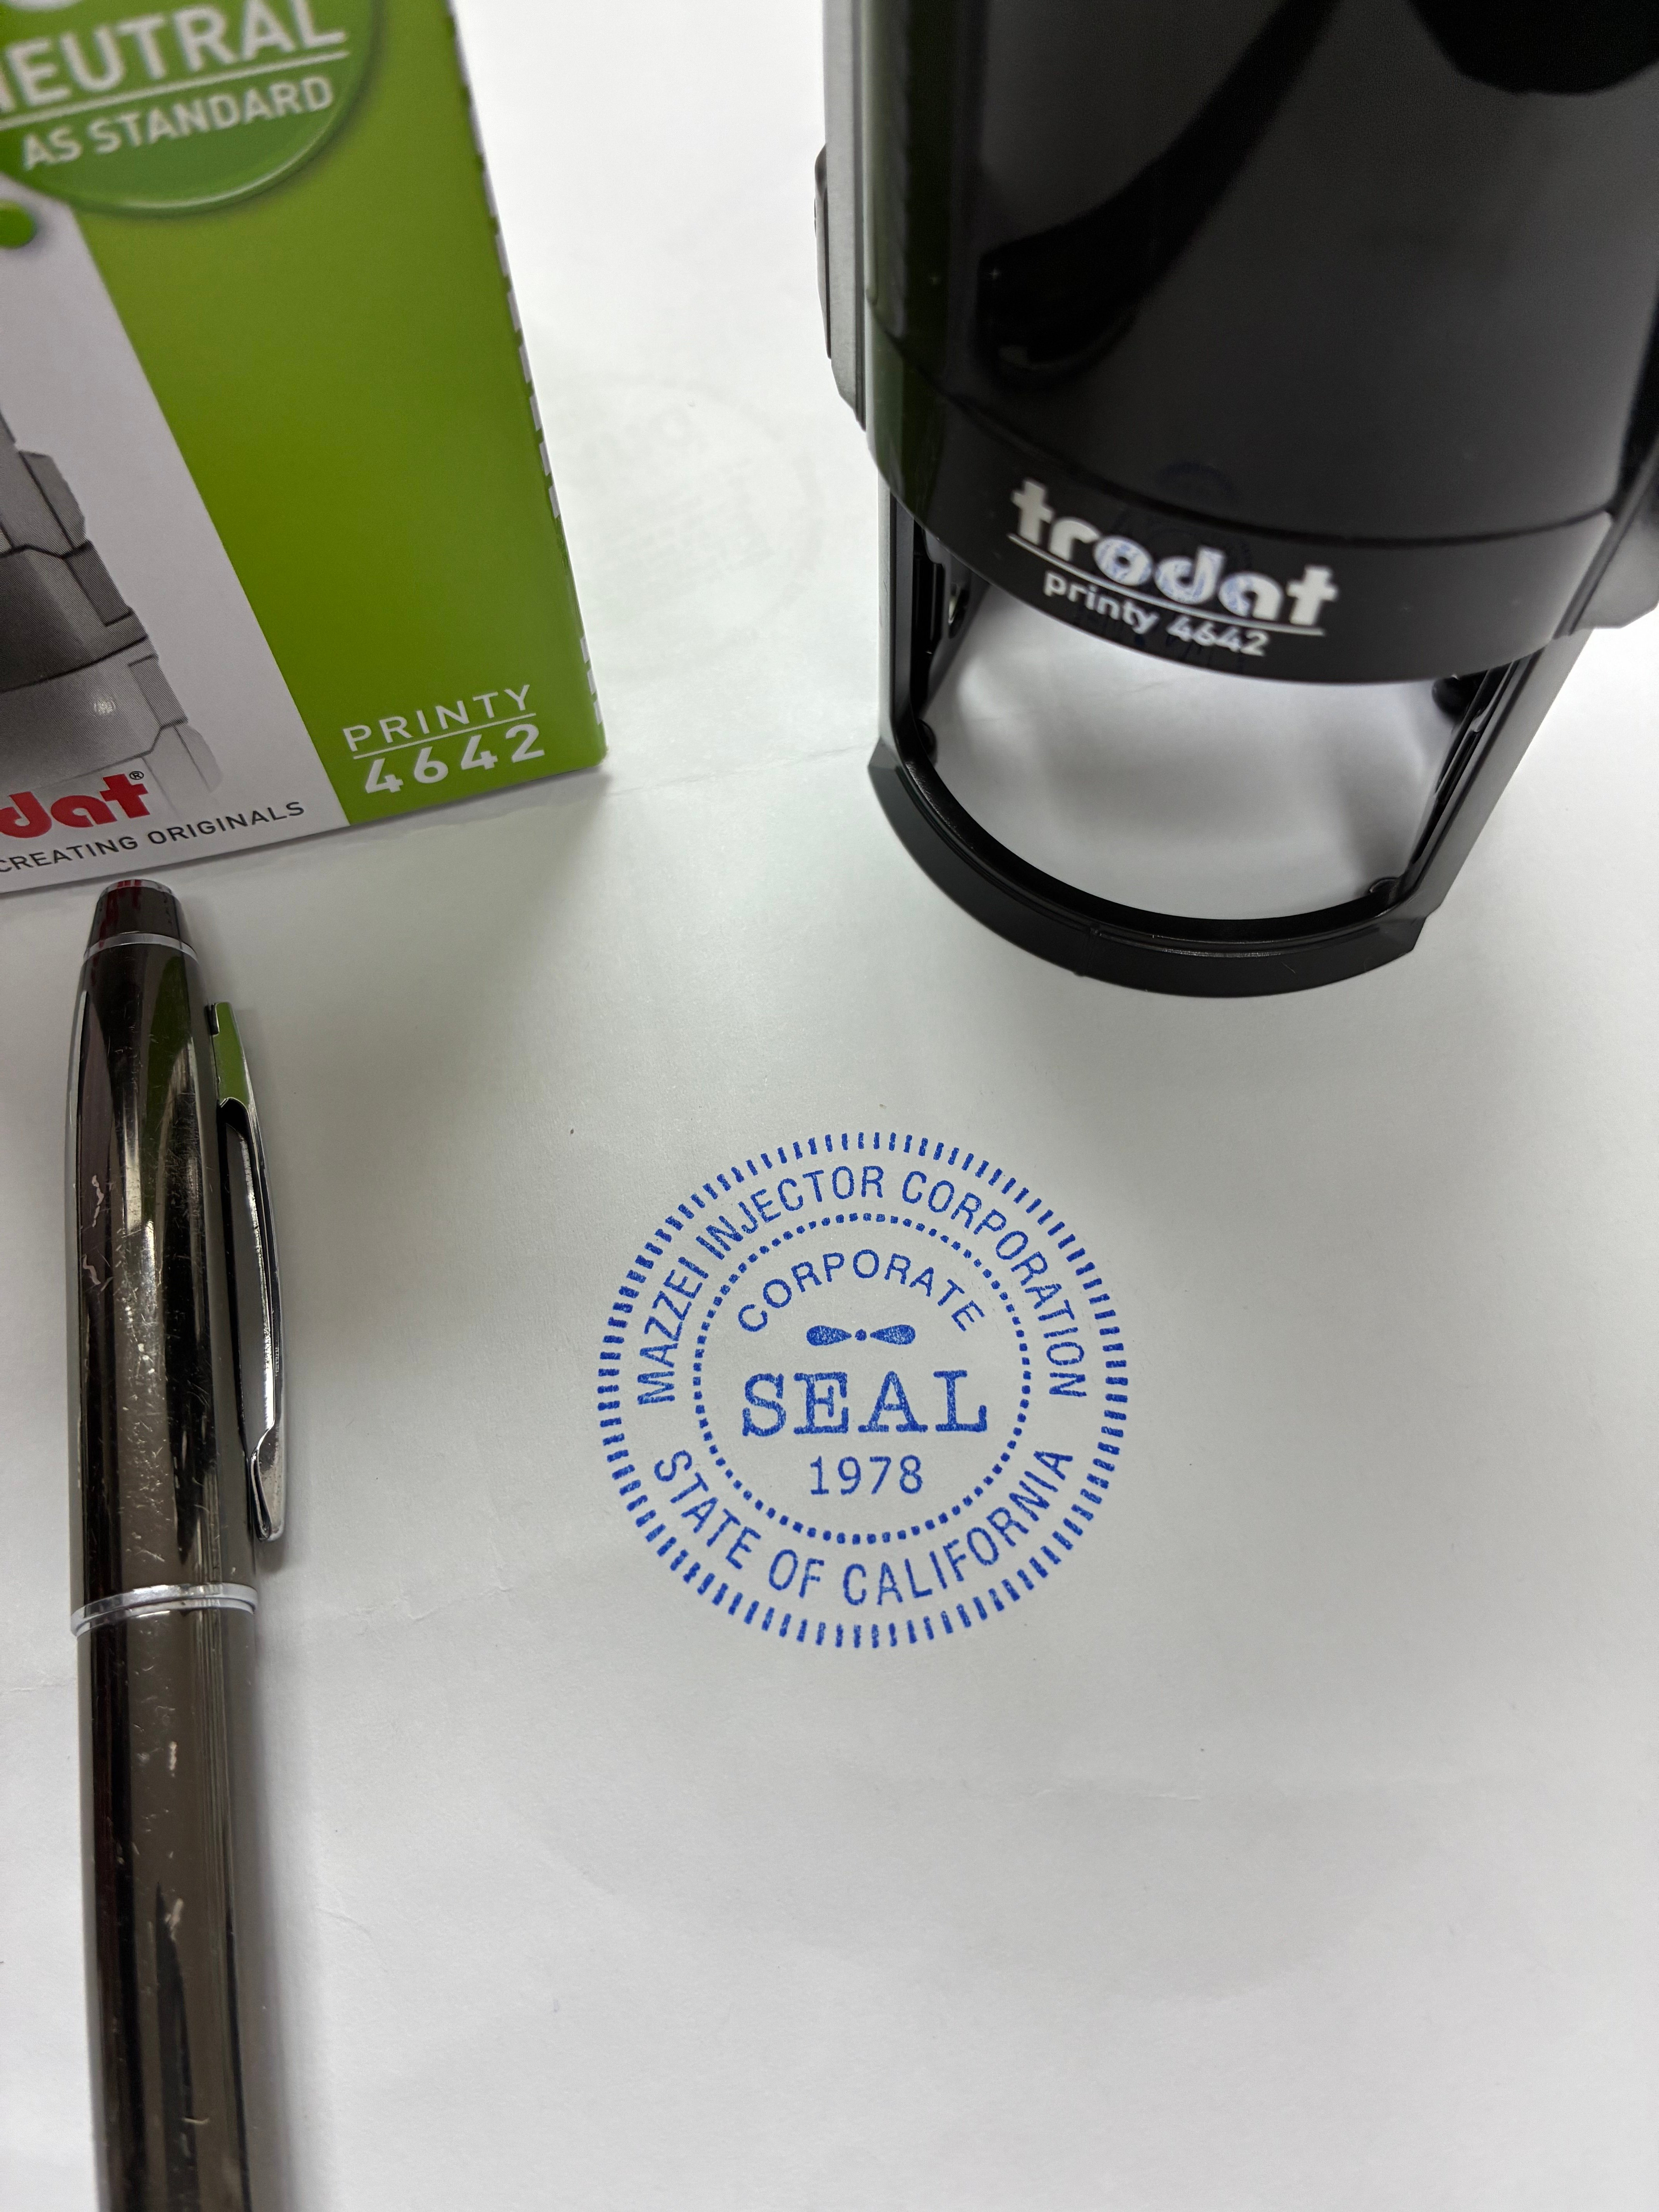 NEUTRAL
AS STANDARD
PRINTY
4642
dat®
CREATING ORIGINALS
trodat
printy 4642
MAZZEI INJECTOR CORPORATION
CORPORATE
SEAL
1978
STATE OF CALIFORNIA